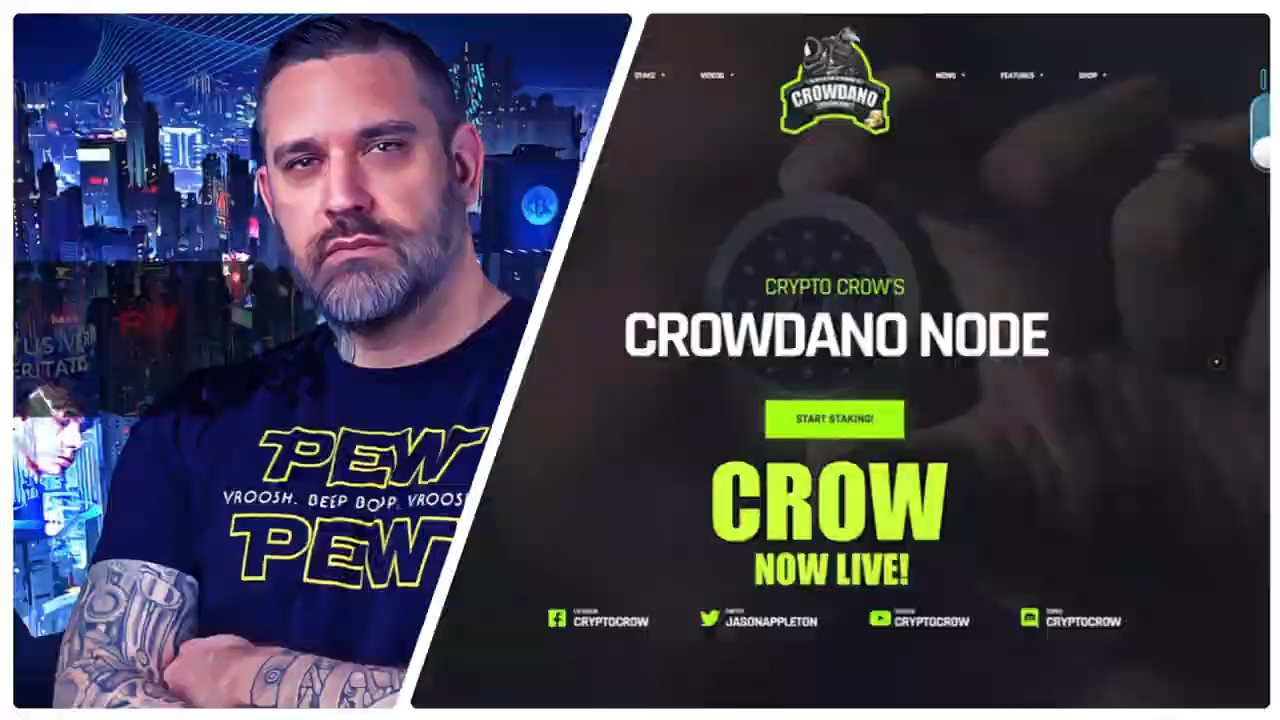 VIDEOS
NEWS
FEATURES
SHOP
CROWDANO
CRYPTO CROW'S
CROWDANO NODE
START STAKING!
CROW
NOW LIVE!
CRYPTOCROW
JASONAPPLETON
CRYPTOCROW
CRYPTOCROW
PEW
VROOSH. BEEP BOOP. VROOSH
PEW